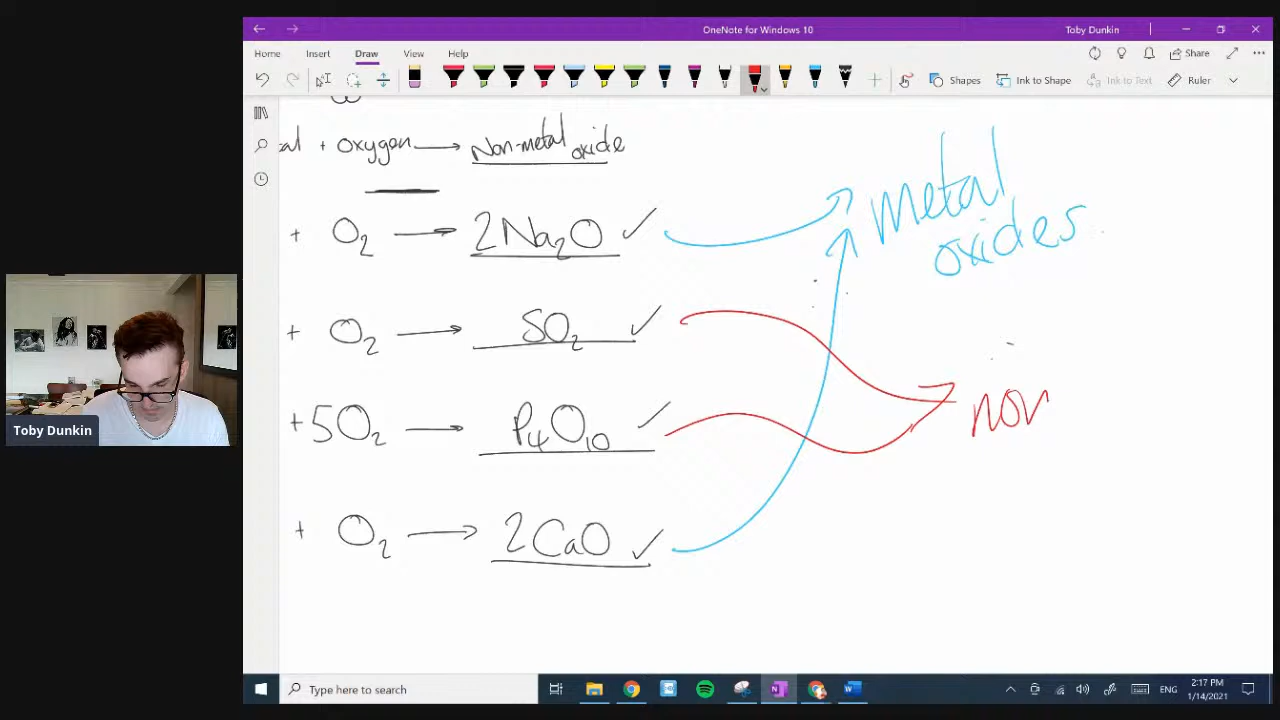 OneNote for Windows 10
Toby Dunkin
Home Insert Draw View Help
Share
Shapes Ink to Shape Ink to Text Ruler
+ oxygen → Non-metal oxide
+ O2 → 2Na2O ✓
metal
oxides
+ O2 → SO2 ✓
non
+ 5O2 → P4O10 ✓
+ O2 → 2CaO ✓
Toby Dunkin
Type here to search
ENG
2:17 PM
1/14/2021